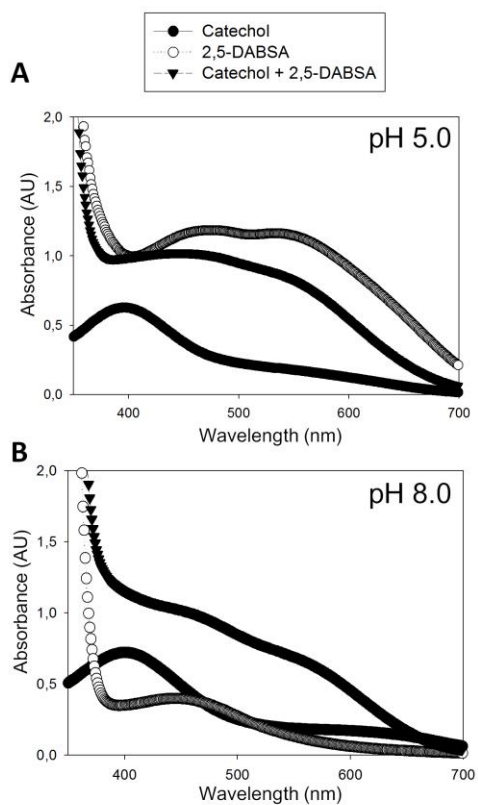 Catechol
2,5-DABSA
Catechol + 2,5-DABSA
A
pH 5.0
2,0
1,5
1,0
0,5
0,0
Absorbance (AU)
400 500 600 700
Wavelength (nm)
B
pH 8.0
2,0
1,5
1,0
0,5
0,0
Absorbance (AU)
400 500 600 700
Wavelength (nm)